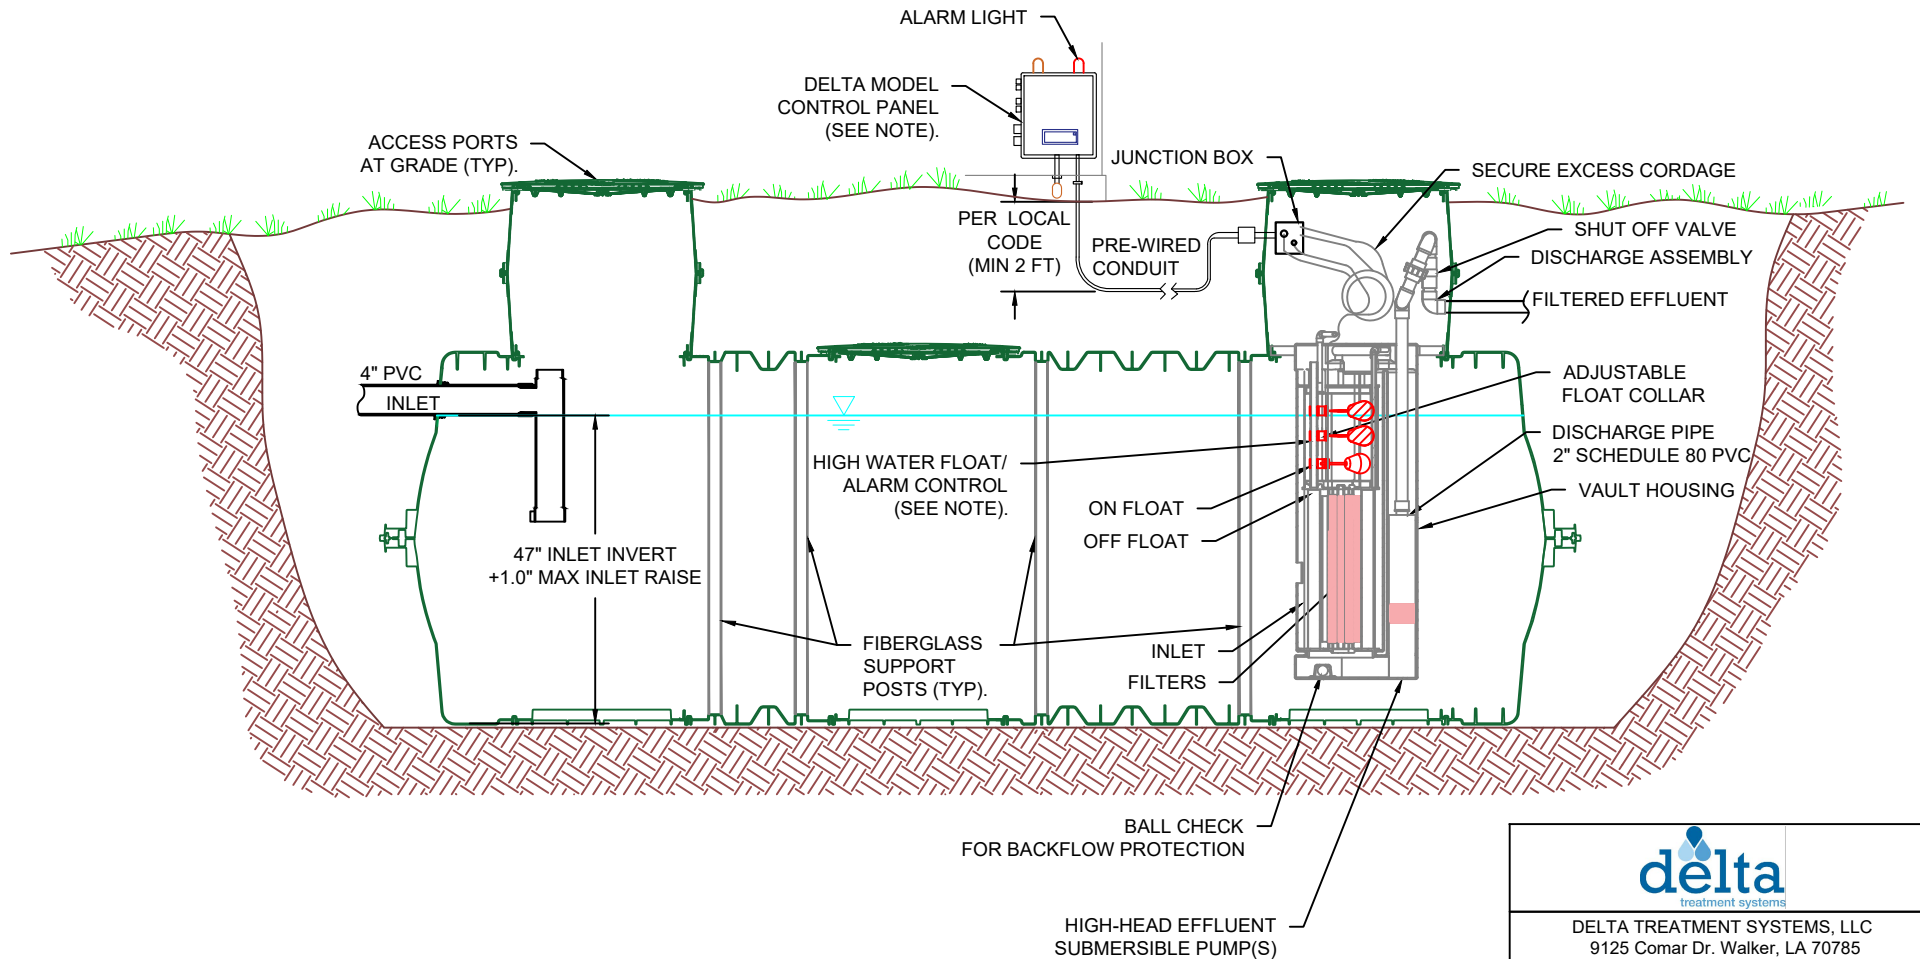 ALARM LIGHT
DELTA MODEL
CONTROL PANEL
(SEE NOTE).
ACCESS PORTS
AT GRADE (TYP).
JUNCTION BOX
SECURE EXCESS CORDAGE
PER LOCAL
CODE
(MIN 2 FT)
PRE-WIRED
CONDUIT
SHUT OFF VALVE
DISCHARGE ASSEMBLY
FILTERED EFFLUENT
4" PVC
INLET
ADJUSTABLE
FLOAT COLLAR
DISCHARGE PIPE
2" SCHEDULE 80 PVC
VAULT HOUSING
HIGH WATER FLOAT/
ALARM CONTROL
(SEE NOTE).
ON FLOAT
OFF FLOAT
47" INLET INVERT
+1.0" MAX INLET RAISE
FIBERGLASS
SUPPORT
POSTS (TYP).
INLET
FILTERS
BALL CHECK
FOR BACKFLOW PROTECTION
HIGH-HEAD EFFLUENT
SUBMERSIBLE PUMP(S)
delta
treatment systems
DELTA TREATMENT SYSTEMS, LLC
9125 Comar Dr. Walker, LA 70785